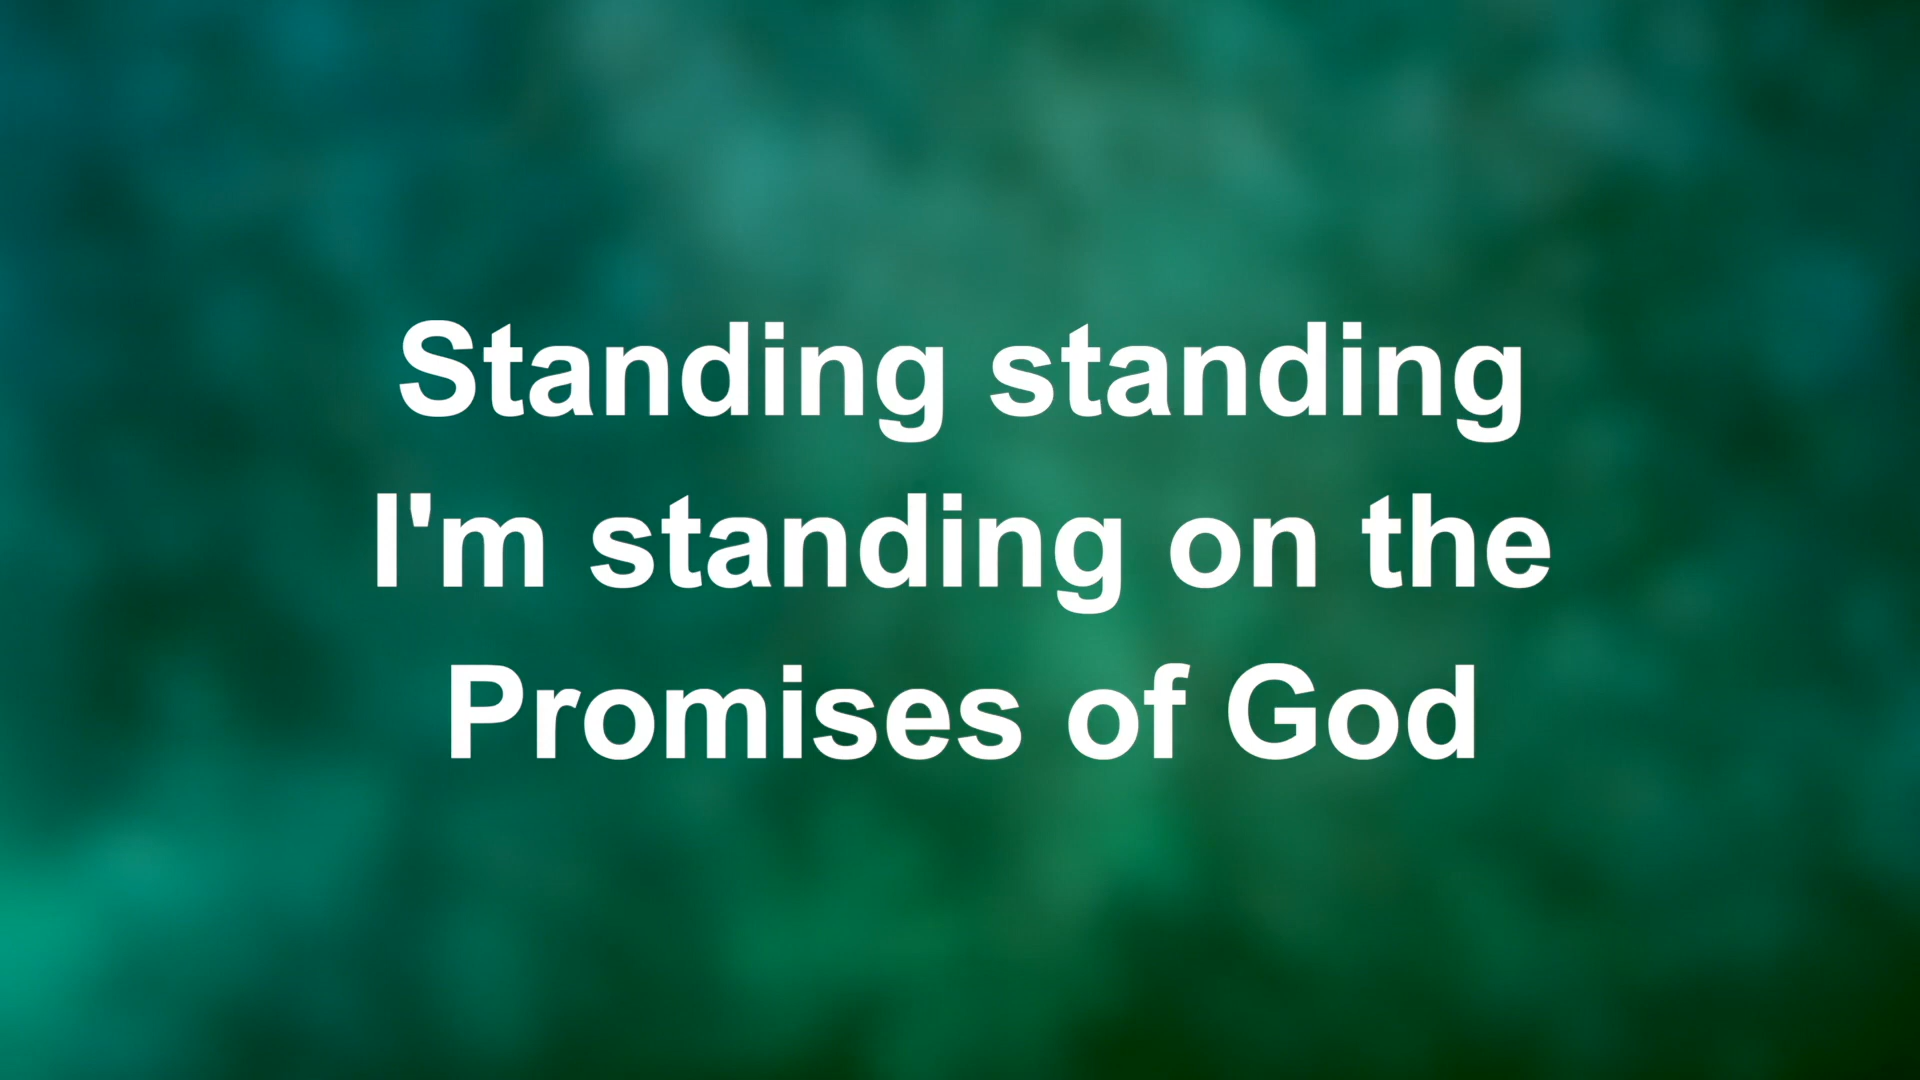 Standing standing
I'm standing on the
Promises of God